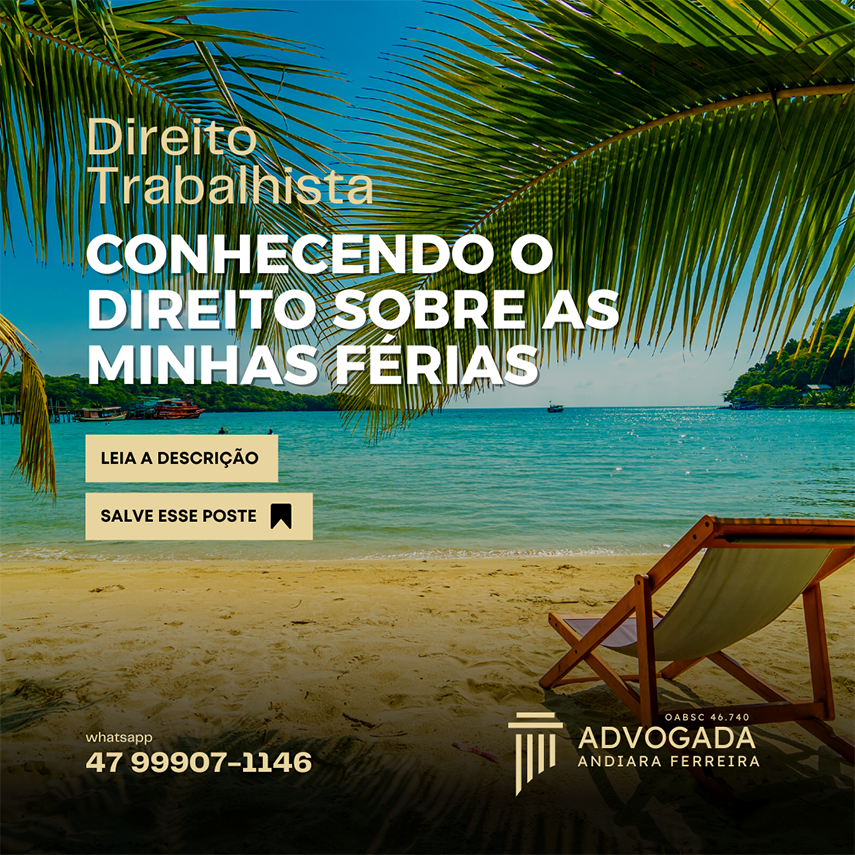 Direito
Trabalhista
CONHECENDO O
DIREITO SOBRE AS
MINHAS FÉRIAS
LEIA A DESCRIÇÃO
SALVE ESSE POSTE
whatsapp
47 99907-1146
OABSC 46.740
ADVOGADA
ANDIARA FERREIRA